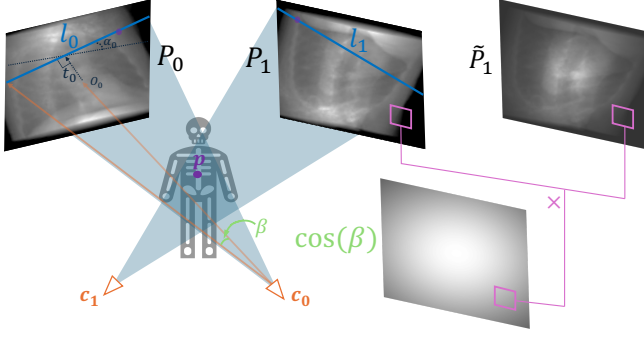 l₀
α₀
t₀
O₀
P₀
P₁
l₁
P̃₁
p
β
cos(β)
×
c₁
c₀